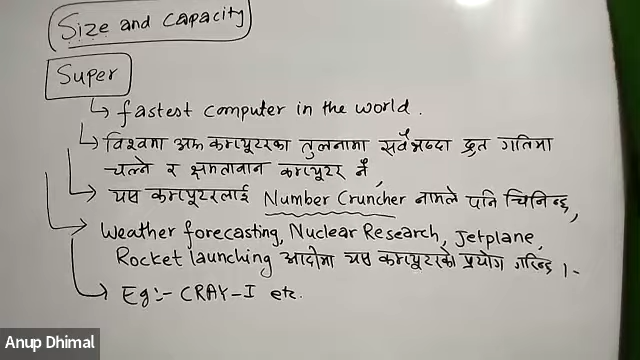 Size and capacity
Super
↳ fastest computer in the world.
↳ विश्वमा अरू कम्प्युटरका तुलनामा सबैभन्दा द्रुत गतिमा
चल्ने र क्षमतावान कम्प्युटर नै,
→ यस कम्प्युटरलाई Number Cruncher नामले पनि चिनिन्छ,
→ Weather forecasting, Nuclear Research, Jetplane,
Rocket launching आदीमा यस कम्प्युटरको प्रयोग गरिन्छ ।-
→ Eg:- CRAY-I etc.
Anup Dhimal